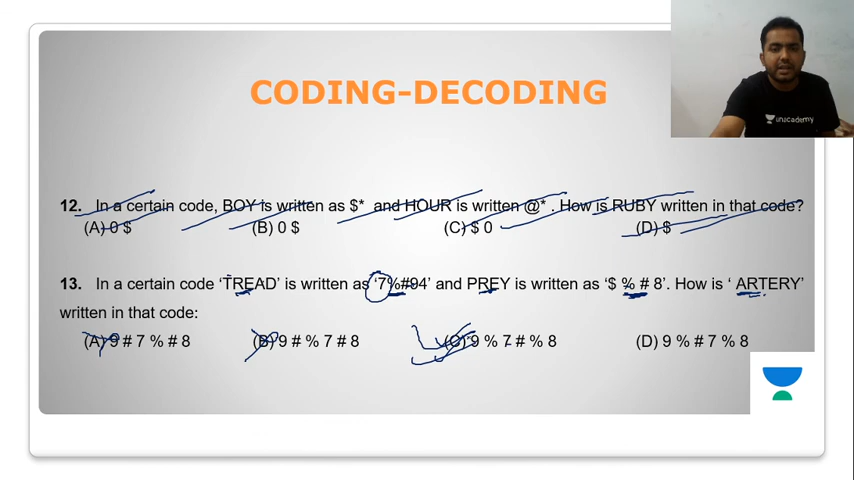 unacademy
CODING-DECODING
12. In a certain code, BOY is written as $* and HOUR is written @* . How is RUBY written in that code?
(A) 0 $ (B) 0 $ (C) $ 0 (D) $
13. In a certain code ‘TREAD’ is written as ‘7%#94’ and PREY is written as ‘$ % # 8’. How is ‘ ARTERY’
written in that code:
(A) 9 # 7 % # 8 (B) 9 # % 7 # 8 (C) 9 % 7 # % 8 (D) 9 % # 7 % 8